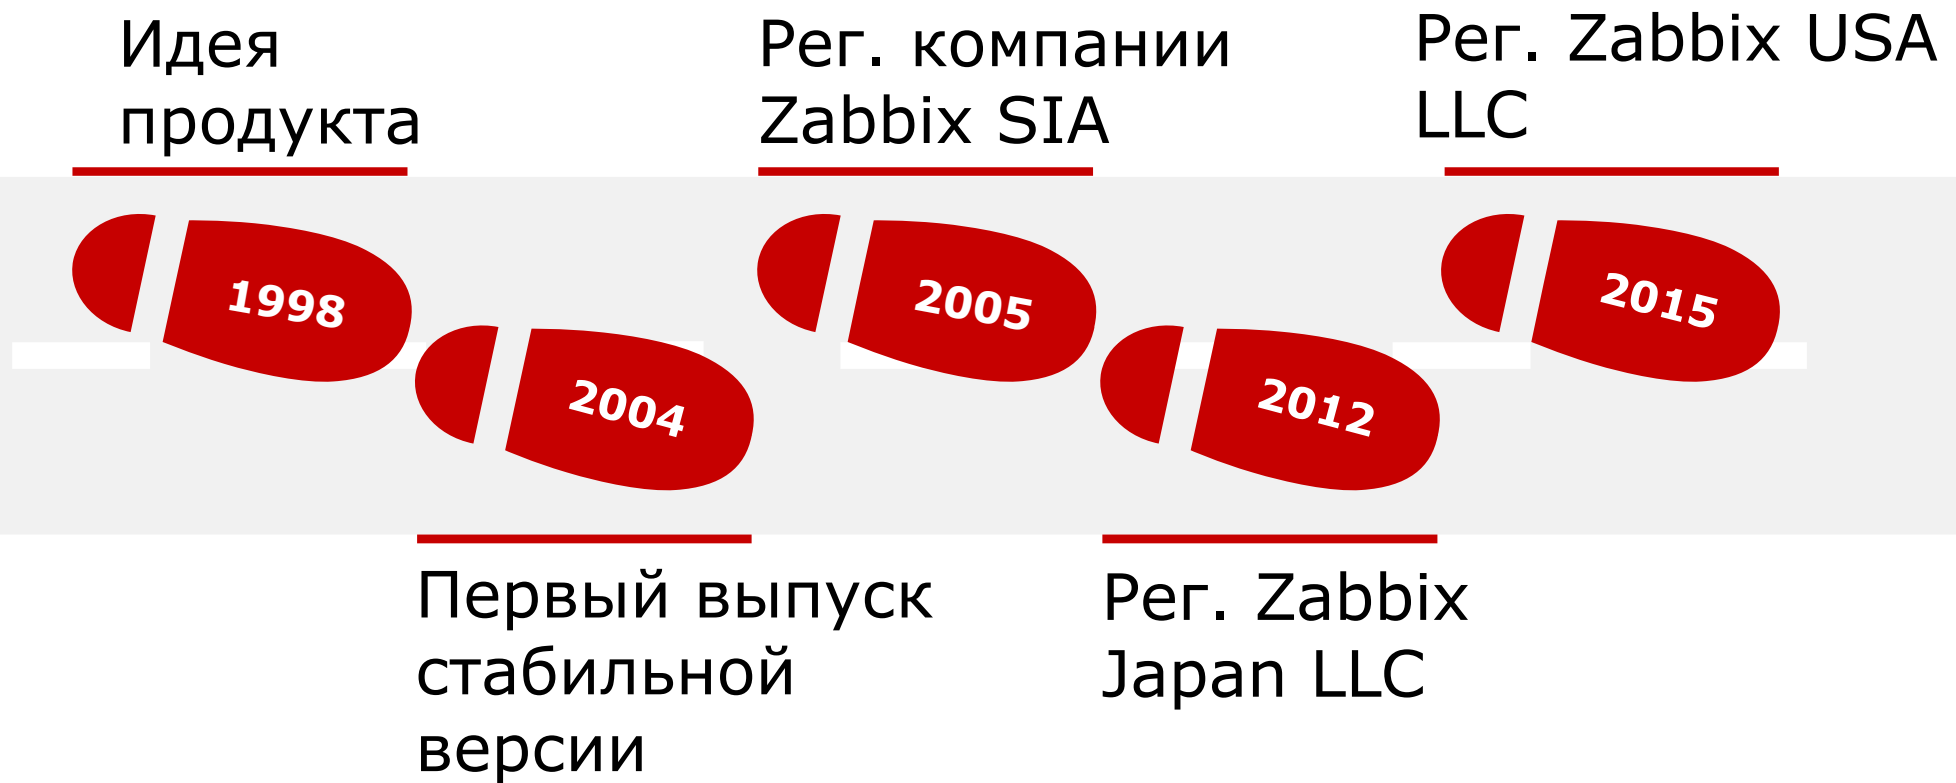 Идея
продукта
Рег. компании
Zabbix SIA
Рег. Zabbix USA
LLC
1998
2004
2005
2012
2015
Первый выпуск
стабильной
версии
Рег. Zabbix
Japan LLC